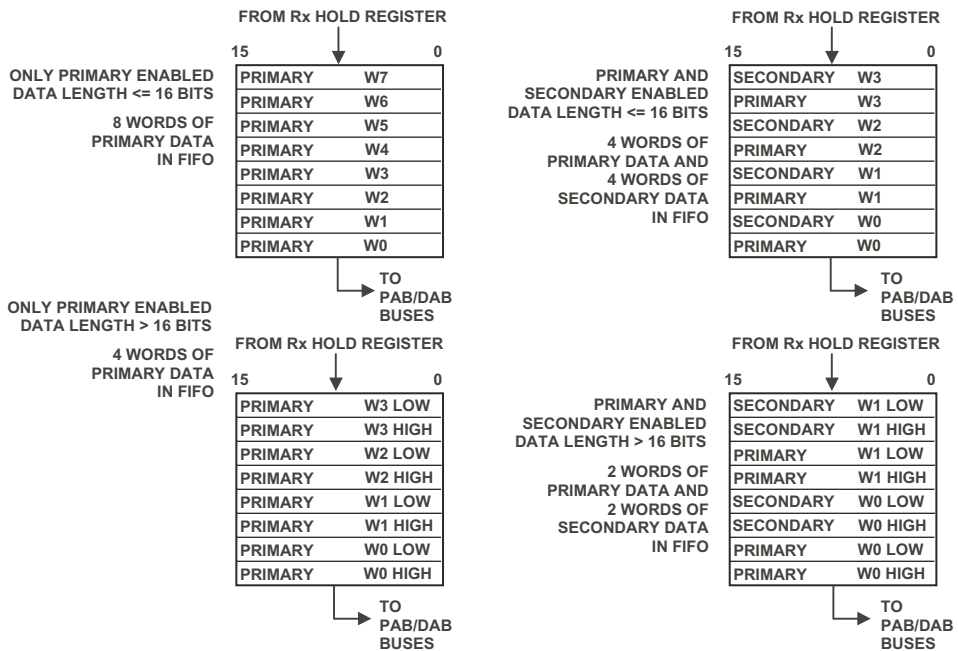 FROM Rx HOLD REGISTER
15 0
ONLY PRIMARY ENABLED
DATA LENGTH <= 16 BITS
8 WORDS OF
PRIMARY DATA
IN FIFO
PRIMARY W7
PRIMARY W6
PRIMARY W5
PRIMARY W4
PRIMARY W3
PRIMARY W2
PRIMARY W1
PRIMARY W0
TO
PAB/DAB
BUSES
FROM Rx HOLD REGISTER
15 0
PRIMARY AND
SECONDARY ENABLED
DATA LENGTH <= 16 BITS
4 WORDS OF
PRIMARY DATA AND
4 WORDS OF
SECONDARY DATA
IN FIFO
SECONDARY W3
PRIMARY W3
SECONDARY W2
PRIMARY W2
SECONDARY W1
PRIMARY W1
SECONDARY W0
PRIMARY W0
TO
PAB/DAB
BUSES
ONLY PRIMARY ENABLED
DATA LENGTH > 16 BITS
4 WORDS OF
PRIMARY DATA
IN FIFO
FROM Rx HOLD REGISTER
15 0
PRIMARY W3 LOW
PRIMARY W3 HIGH
PRIMARY W2 LOW
PRIMARY W2 HIGH
PRIMARY W1 LOW
PRIMARY W1 HIGH
PRIMARY W0 LOW
PRIMARY W0 HIGH
TO
PAB/DAB
BUSES
FROM Rx HOLD REGISTER
15 0
PRIMARY AND
SECONDARY ENABLED
DATA LENGTH > 16 BITS
2 WORDS OF
PRIMARY DATA AND
2 WORDS OF
SECONDARY DATA
IN FIFO
SECONDARY W1 LOW
SECONDARY W1 HIGH
PRIMARY W1 LOW
PRIMARY W1 HIGH
SECONDARY W0 LOW
SECONDARY W0 HIGH
PRIMARY W0 LOW
PRIMARY W0 HIGH
TO
PAB/DAB
BUSES